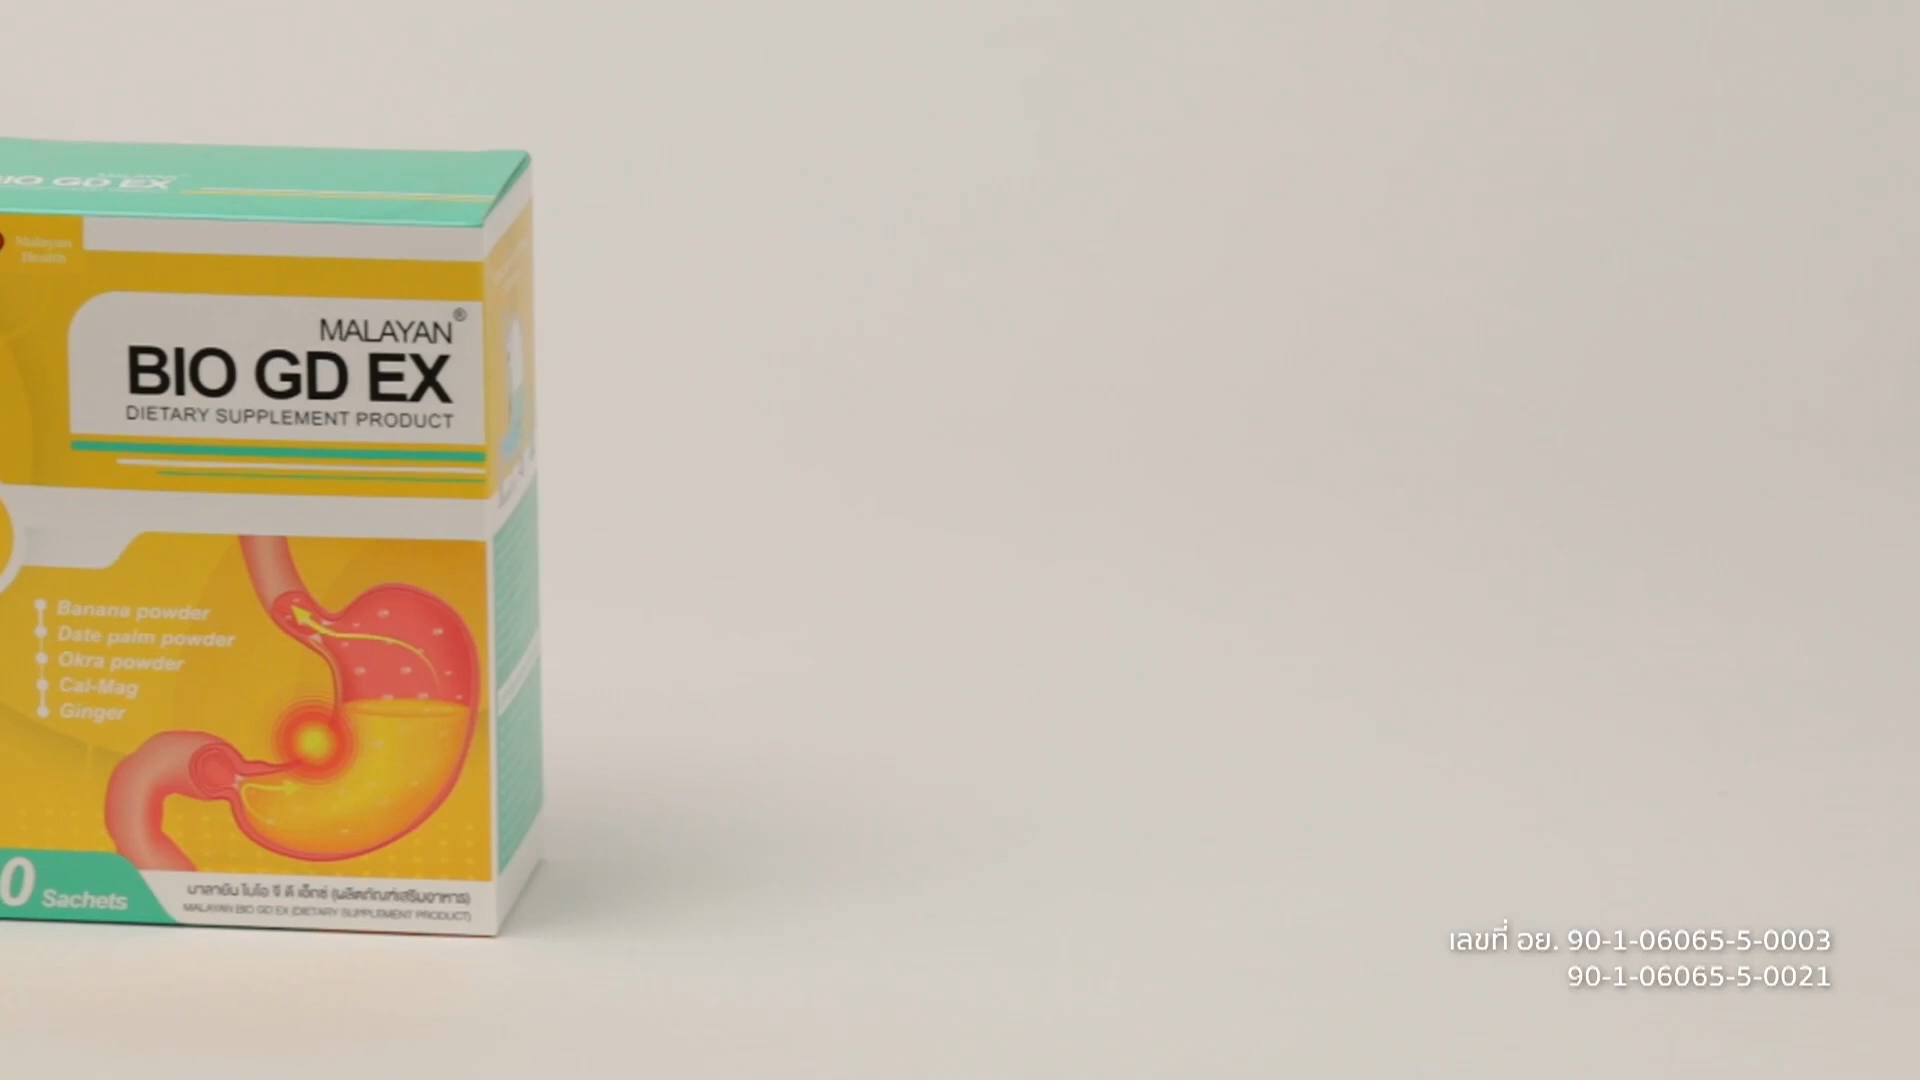 BIO GD EX
Malayan
Health
MALAYAN®
BIO GD EX
DIETARY SUPPLEMENT PRODUCT
Banana powder
Date palm powder
Okra powder
Cal-Mag
Ginger
0 Sachets
มาลายัน ไบโอ จี ดี เอ็กซ์ (ผลิตภัณฑ์เสริมอาหาร)
MALAYAN BIO GD EX (DIETARY SUPPLEMENT PRODUCT)
เลขที่ อย. 90-1-06065-5-0003
90-1-06065-5-0021